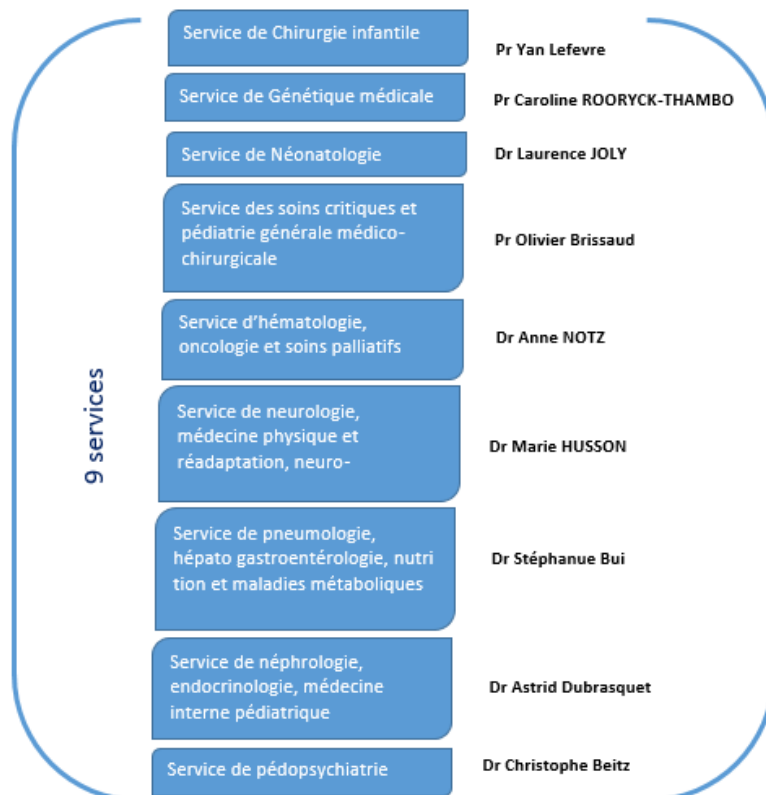 Service de Chirurgie infantile
Pr Yan Lefevre
Service de Génétique médicale
Pr Caroline ROORYCK-THAMBO
Service de Néonatologie
Dr Laurence JOLY
Service des soins critiques et
pédiatrie générale médico-
chirurgicale
Pr Olivier Brissaud
Service d’hématologie,
oncologie et soins palliatifs
Dr Anne NOTZ
9 services
Service de neurologie,
médecine physique et
réadaptation, neuro-
Dr Marie HUSSON
Service de pneumologie,
hépato gastroentérologie, nutri
tion et maladies métaboliques
Dr Stéphanue Bui
Service de néphrologie,
endocrinologie, médecine
interne pédiatrique
Dr Astrid Dubrasquet
Service de pédopsychiatrie
Dr Christophe Beitz